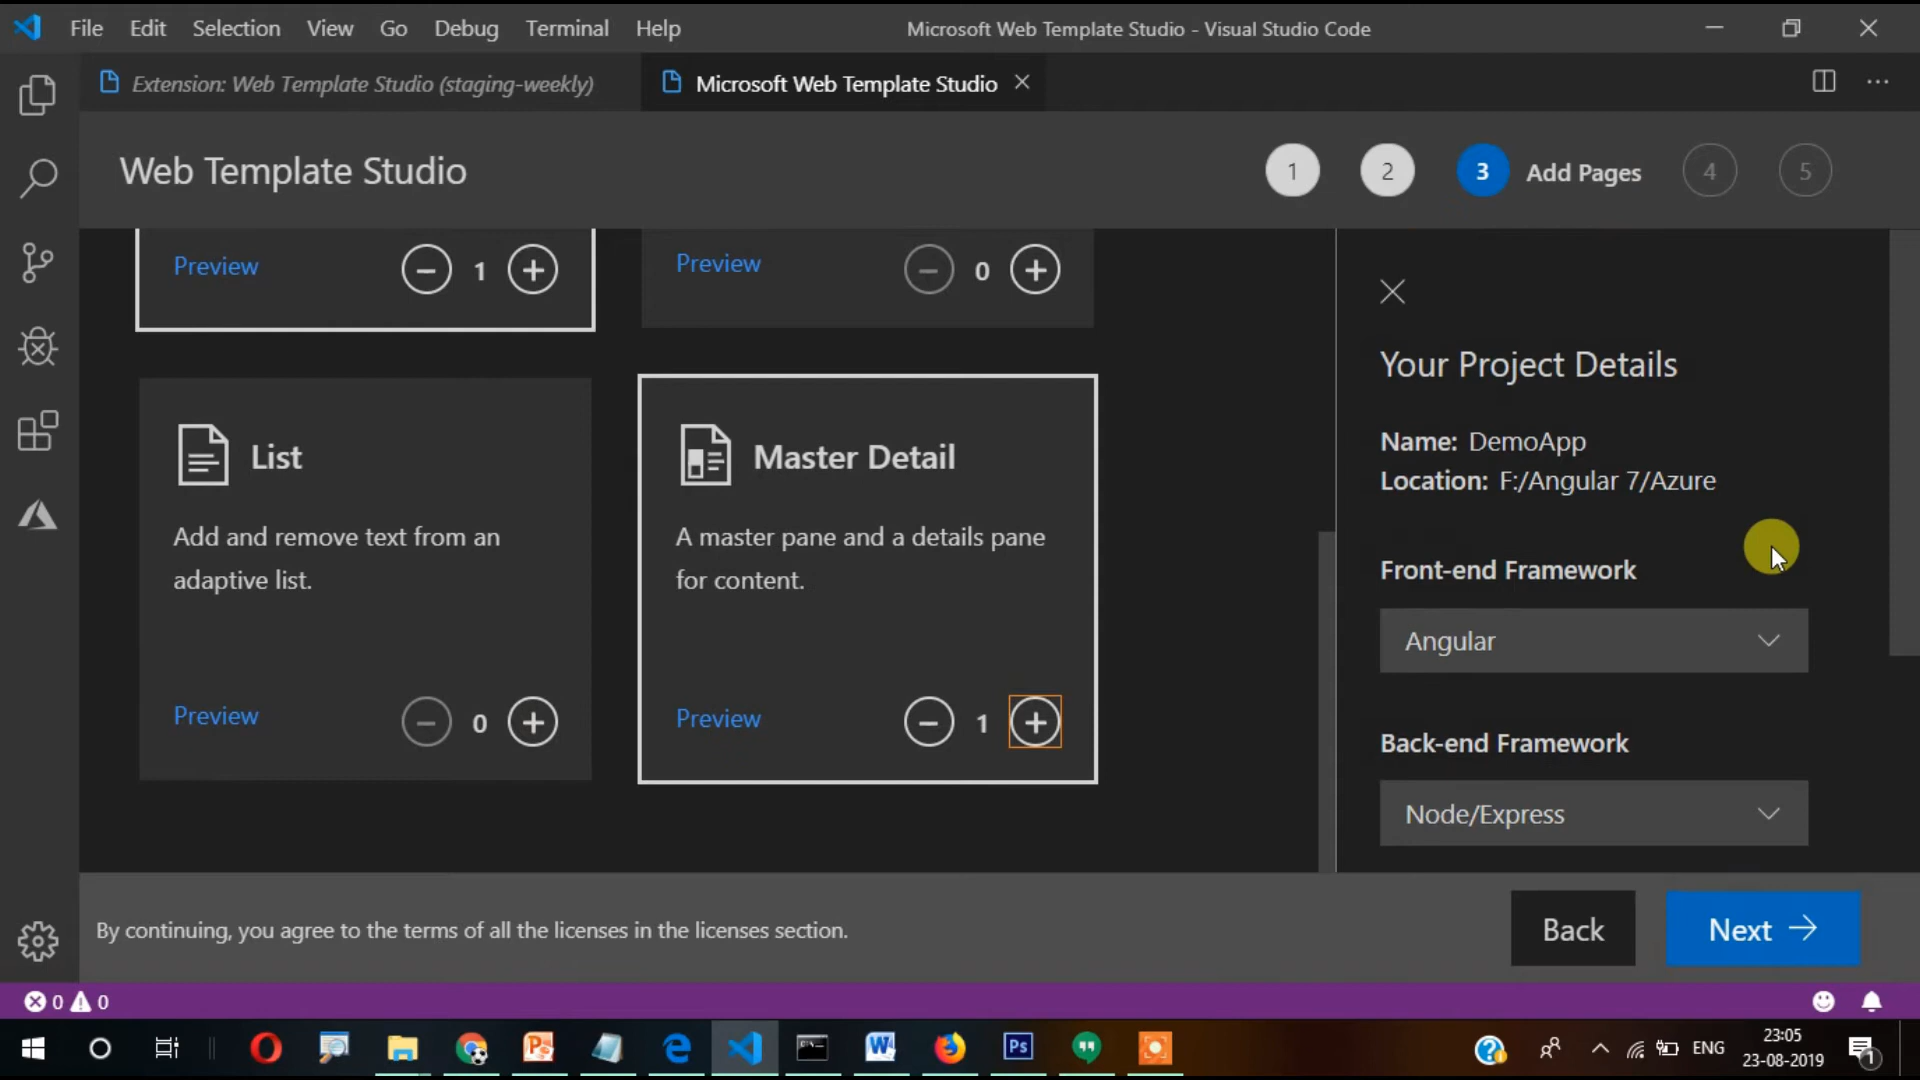 File Edit Selection View Go Debug Terminal Help
Microsoft Web Template Studio - Visual Studio Code
Extension: Web Template Studio (staging-weekly)
Microsoft Web Template Studio
Web Template Studio
1 2 3 Add Pages 4 5
Preview 1
Preview 0
List
Add and remove text from an
adaptive list.
Preview 0
Master Detail
A master pane and a details pane
for content.
Preview 1
Your Project Details
Name: DemoApp
Location: F:/Angular 7/Azure
Front-end Framework
Angular
Back-end Framework
Node/Express
By continuing, you agree to the terms of all the licenses in the licenses section.
Back
Next
0 0
Ps
ENG
23:05
23-08-2019
1